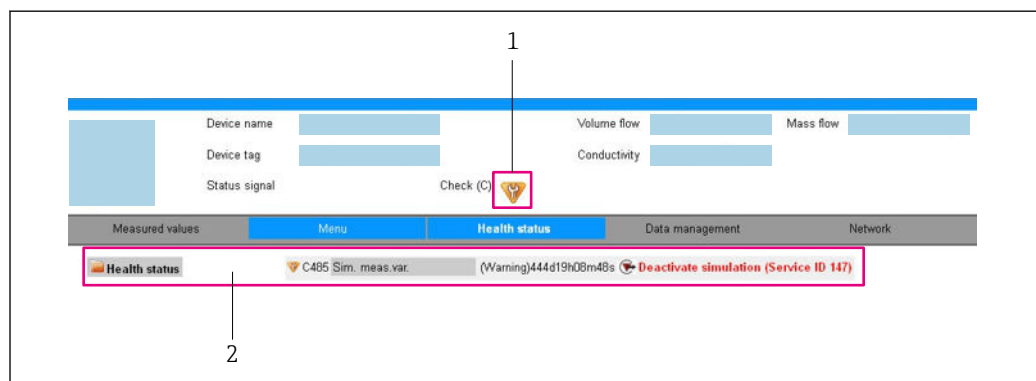 1
Device name Volume flow Mass flow
Device tag Conductivity
Status signal Check (C)
Measured values Menu Health status Data management Network
Health status C485 Sim. meas.var. (Warning)444d19h08m48s Deactivate simulation (Service ID 147)
2